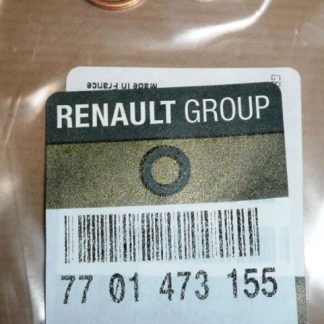 Made in France
RENAULT GROUP
77 01 473 155